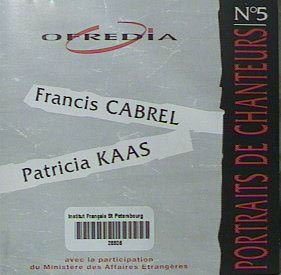 OFREDIA
N°5
PORTRAITS DE CHANTEURS
Francis CABREL
Patricia KAAS
Institut Français St Petersbourg
avec la participation
du Ministère des Affaires Etrangères